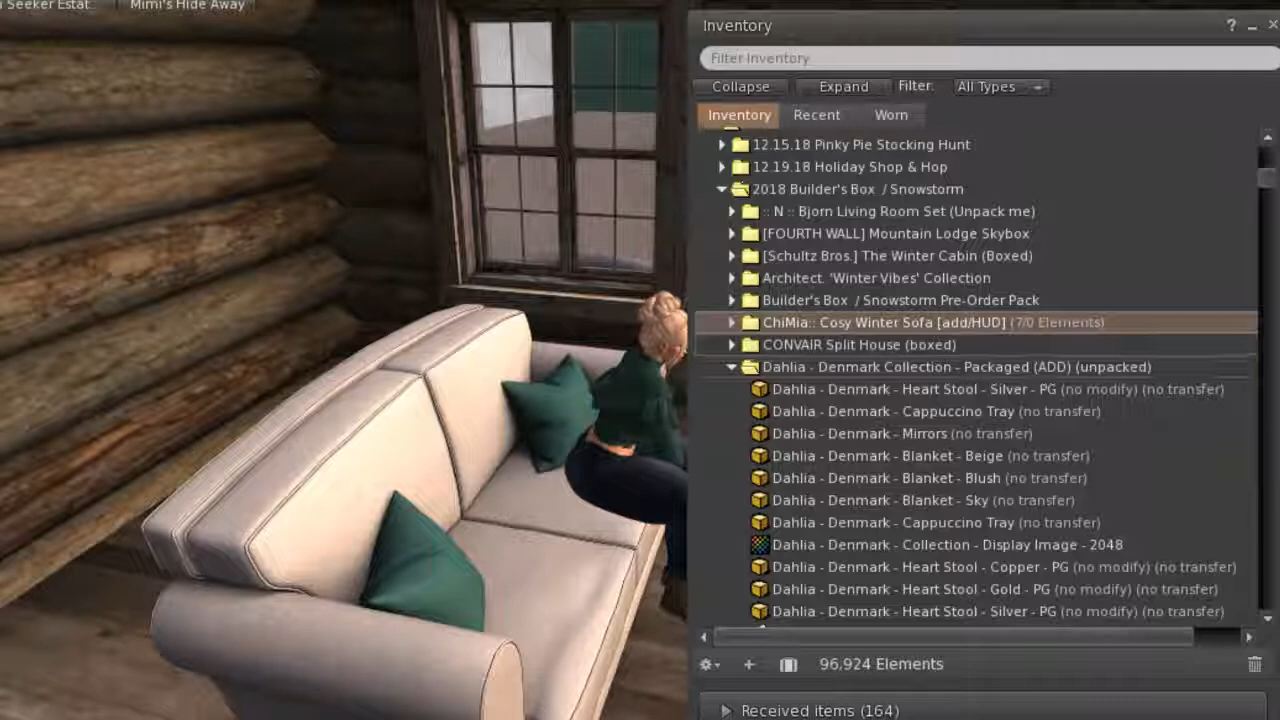 Seeker Estat.
Mimi's Hide Away
Inventory
?
Filter Inventory
Collapse
Expand
Filter:
All Types
Inventory
Recent
Worn
12.15.18 Pinky Pie Stocking Hunt
12.19.18 Holiday Shop & Hop
2018 Builder's Box / Snowstorm
:: N :: Bjorn Living Room Set (Unpack me)
[FOURTH WALL] Mountain Lodge Skybox
[Schultz Bros.] The Winter Cabin (Boxed)
Architect. 'Winter Vibes' Collection
Builder's Box / Snowstorm Pre-Order Pack
ChiMia:: Cosy Winter Sofa [add/HUD] (7/0 Elements)
CONVAIR Split House (boxed)
Dahlia - Denmark Collection - Packaged (ADD) (unpacked)
Dahlia - Denmark - Heart Stool - Silver - PG (no modify) (no transfer)
Dahlia - Denmark - Cappuccino Tray (no transfer)
Dahlia - Denmark - Mirrors (no transfer)
Dahlia - Denmark - Blanket - Beige (no transfer)
Dahlia - Denmark - Blanket - Blush (no transfer)
Dahlia - Denmark - Blanket - Sky (no transfer)
Dahlia - Denmark - Cappuccino Tray (no transfer)
Dahlia - Denmark - Collection - Display Image - 2048
Dahlia - Denmark - Heart Stool - Copper - PG (no modify) (no transfer)
Dahlia - Denmark - Heart Stool - Gold - PG (no modify) (no transfer)
Dahlia - Denmark - Heart Stool - Silver - PG (no modify) (no transfer)
96,924 Elements
Received items (164)